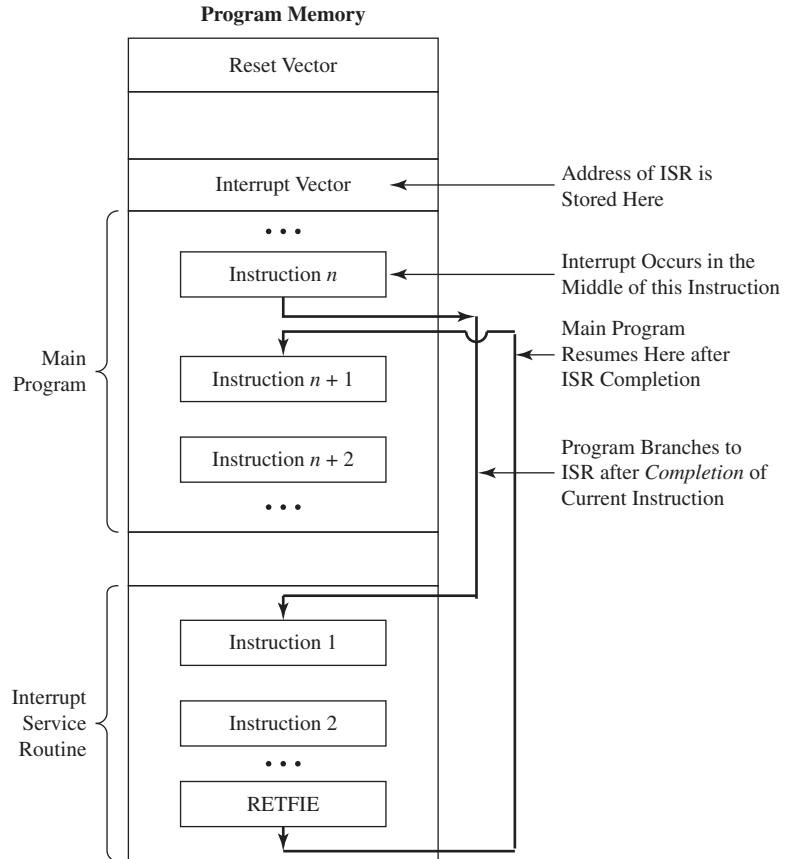 Program Memory
Reset Vector
Interrupt Vector
Address of ISR is
Stored Here
• • •
Instruction n
Interrupt Occurs in the
Middle of this Instruction
Main Program
Resumes Here after
ISR Completion
Main
Program
Instruction n + 1
Instruction n + 2
Program Branches to
ISR after Completion of
Current Instruction
• • •
Instruction 1
Interrupt
Service
Routine
Instruction 2
• • •
RETFIE